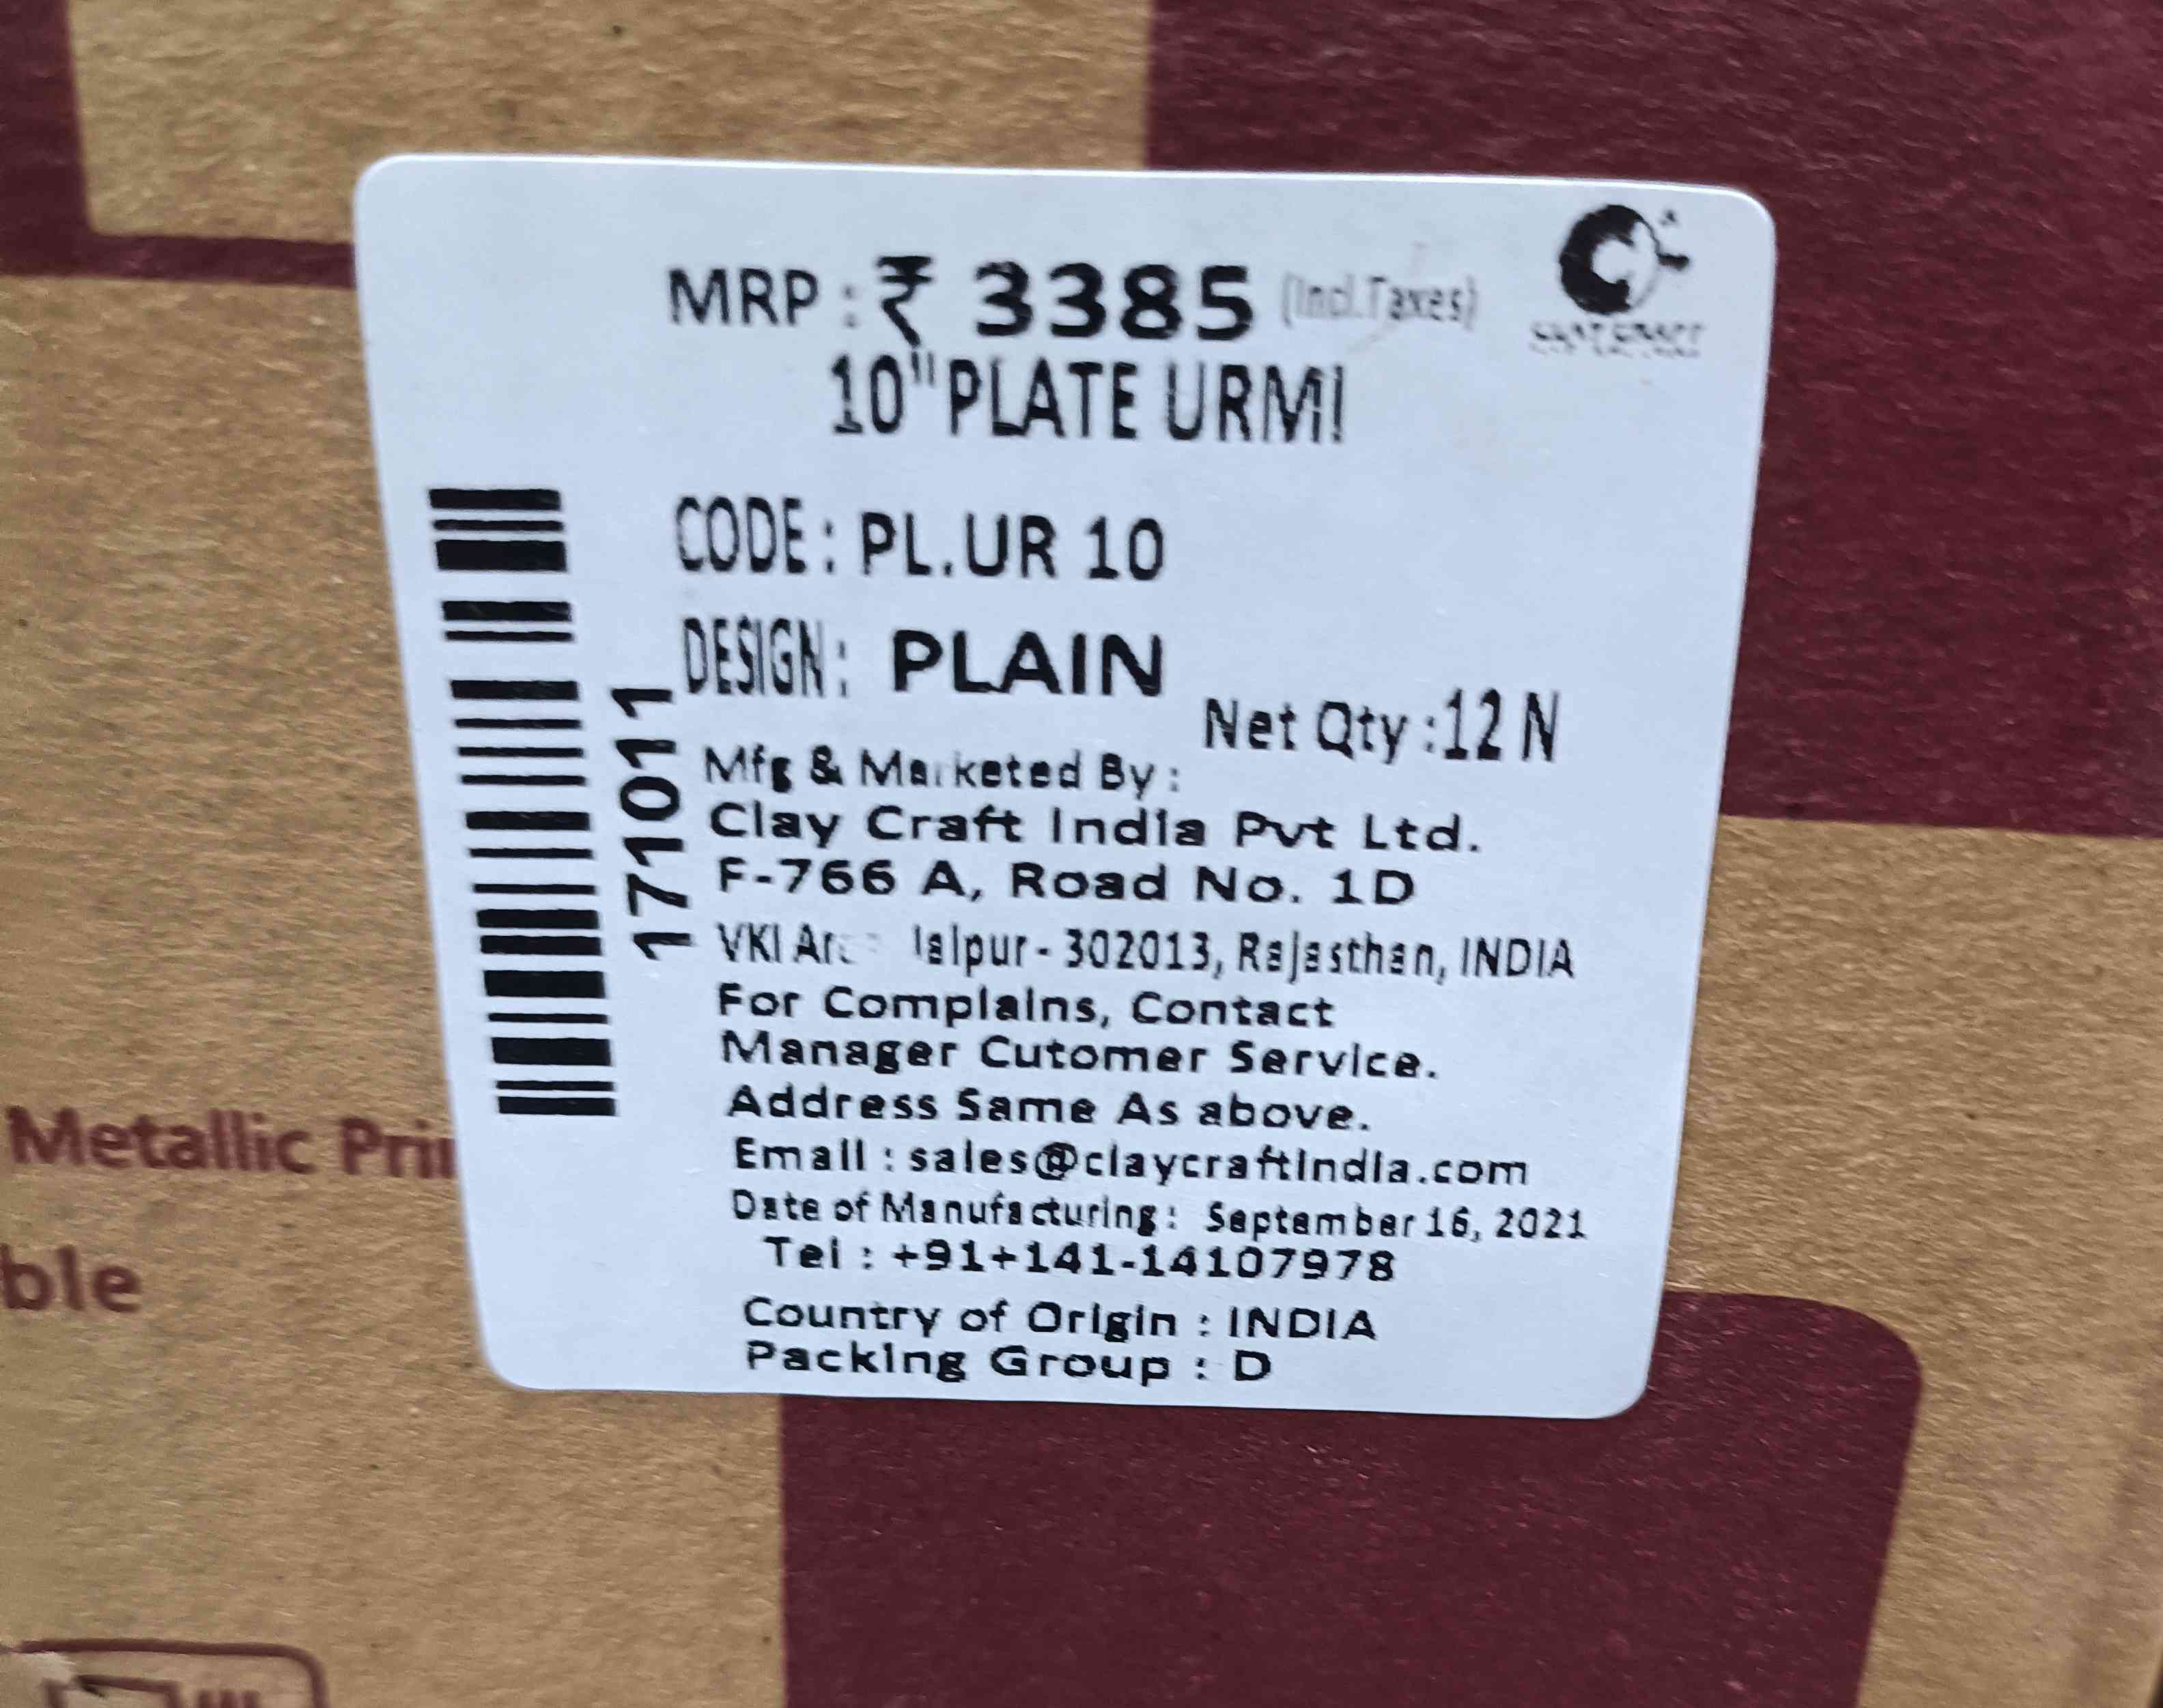 MRP : ₹ 3385 (Incl.Taxes)
CLAY CRAFT
10" PLATE URMI
CODE : PL.UR 10
DESIGN : PLAIN
Net Qty :12 N
171011
Mfg & Marketed By :
Clay Craft India Pvt Ltd.
F-766 A, Road No. 1D
VKI Jaipur - 302013, Rajasthan, INDIA
For Complains, Contact
Manager Cutomer Service.
Address Same As above.
Email : sales@claycraftindia.com
Date of Manufacturing : September 16, 2021
Tel : +91+141-14107978
Country of Origin : INDIA
Packing Group : D
Metallic
ble